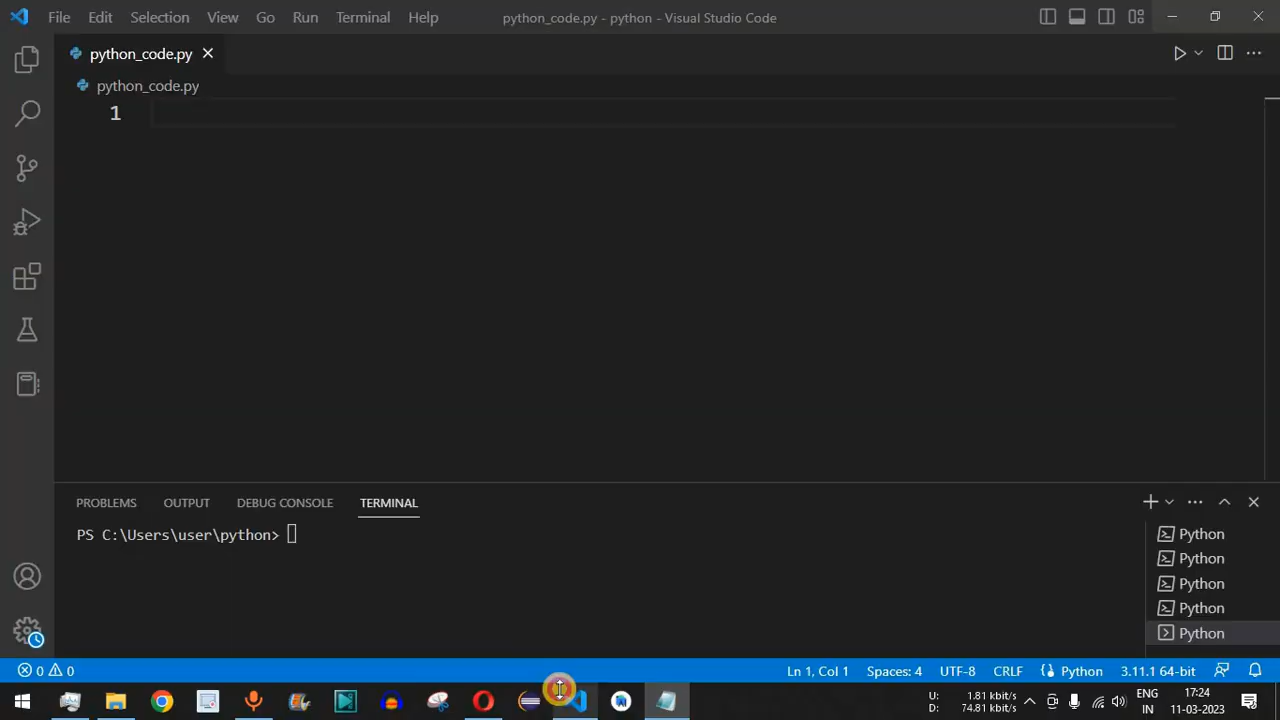 File Edit Selection View Go Run Terminal Help python_code.py - python - Visual Studio Code
python_code.py
python_code.py
1
PROBLEMS OUTPUT DEBUG CONSOLE TERMINAL
PS C:\Users\user\python>
Python
Python
Python
Python
Python
0 0 Ln 1, Col 1 Spaces: 4 UTF-8 CRLF Python 3.11.1 64-bit
U: 1.81 kbit/s
D: 74.81 kbit/s
ENG
IN
17:24
11-03-2023